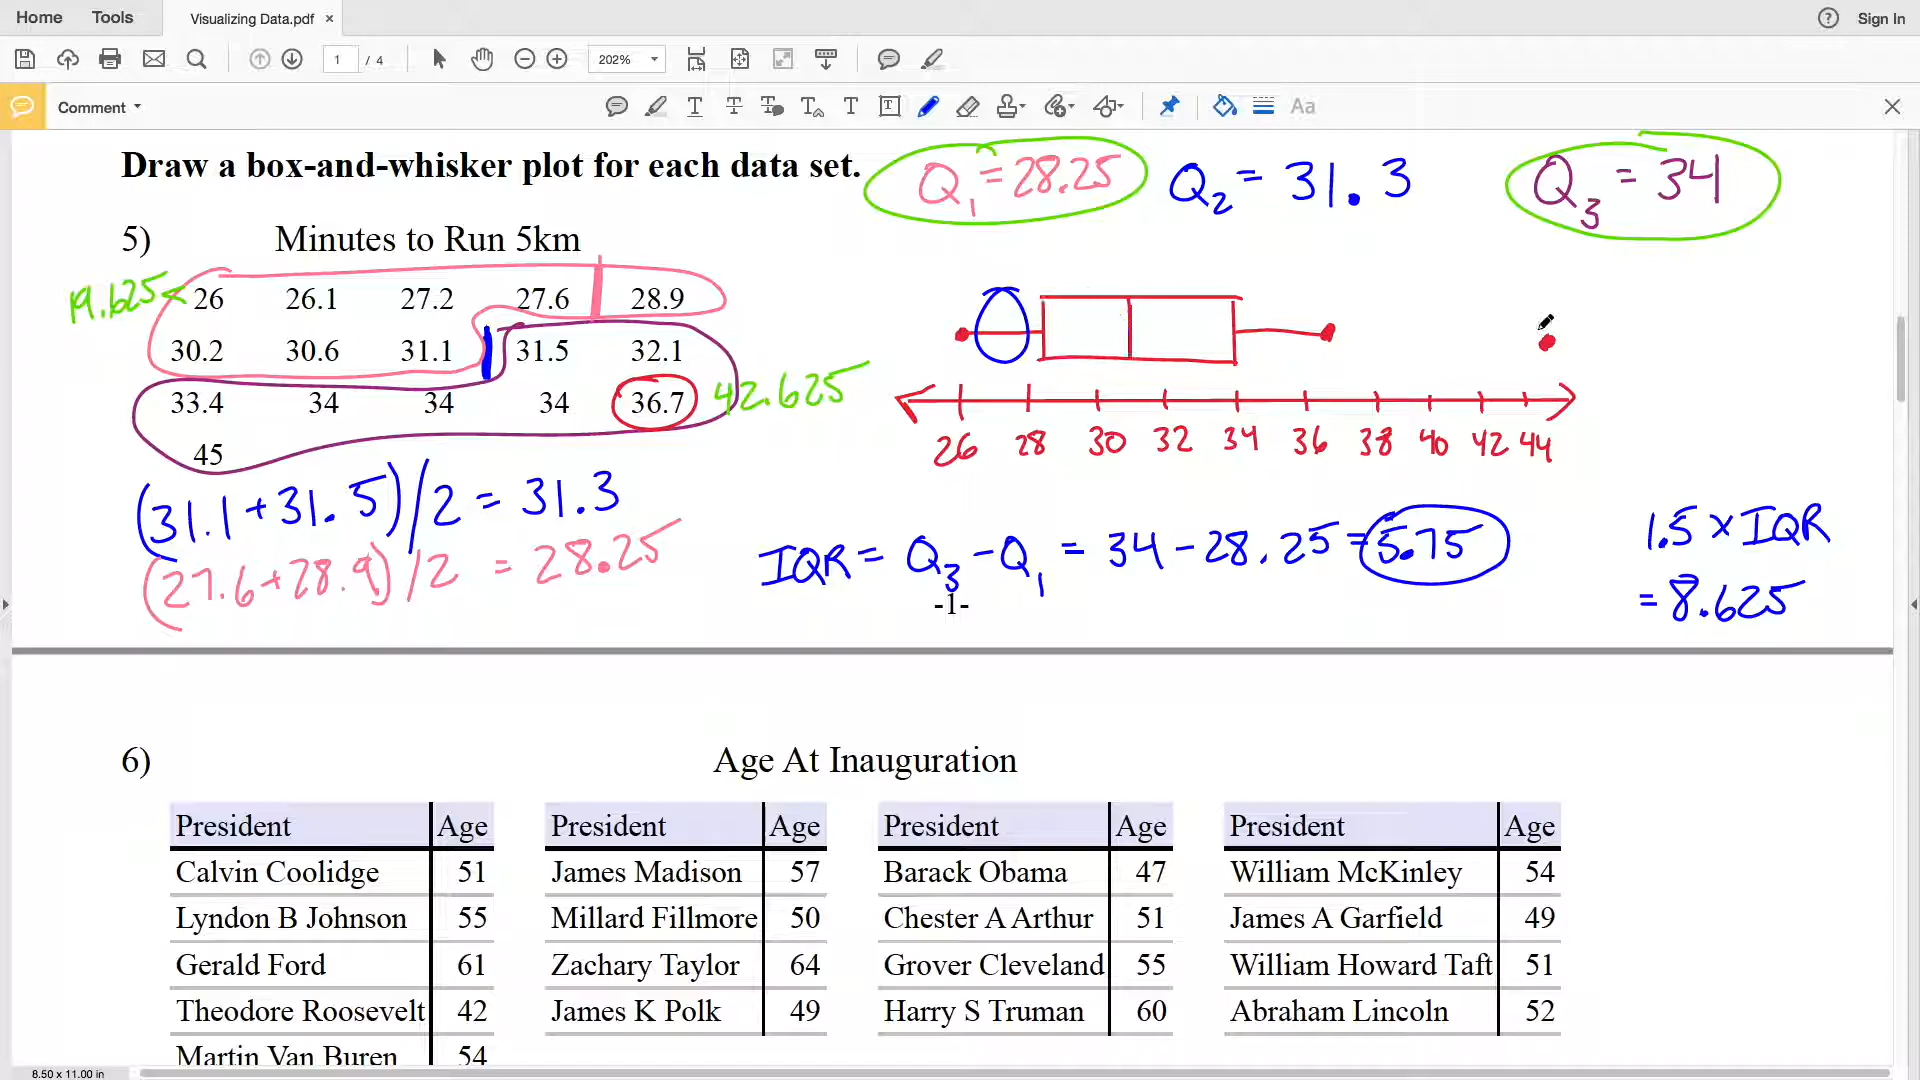 Home Tools Visualizing Data.pdf × Sign In
1 / 4 202%
Comment Aa
Draw a box-and-whisker plot for each data set.
Q1 = 28.25 Q2 = 31.3 Q3 = 34
5) Minutes to Run 5km
19.625 < 26 26.1 27.2 27.6 28.9
30.2 30.6 31.1 31.5 32.1
33.4 34 34 34 36.7 42.625
45
26 28 30 32 34 36 38 40 42 44
(31.1+31.5)/2 = 31.3
(27.6+28.9)/2 = 28.25
IQR = Q3 - Q1 = 34 - 28.25 = 5.75
1.5 × IQR
= 8.625
-1-
6) Age At Inauguration
President Age President Age President Age President Age
Calvin Coolidge 51 James Madison 57 Barack Obama 47 William McKinley 54
Lyndon B Johnson 55 Millard Fillmore 50 Chester A Arthur 51 James A Garfield 49
Gerald Ford 61 Zachary Taylor 64 Grover Cleveland 55 William Howard Taft 51
Theodore Roosevelt 42 James K Polk 49 Harry S Truman 60 Abraham Lincoln 52
Martin Van Buren 54
8.50 x 11.00 in